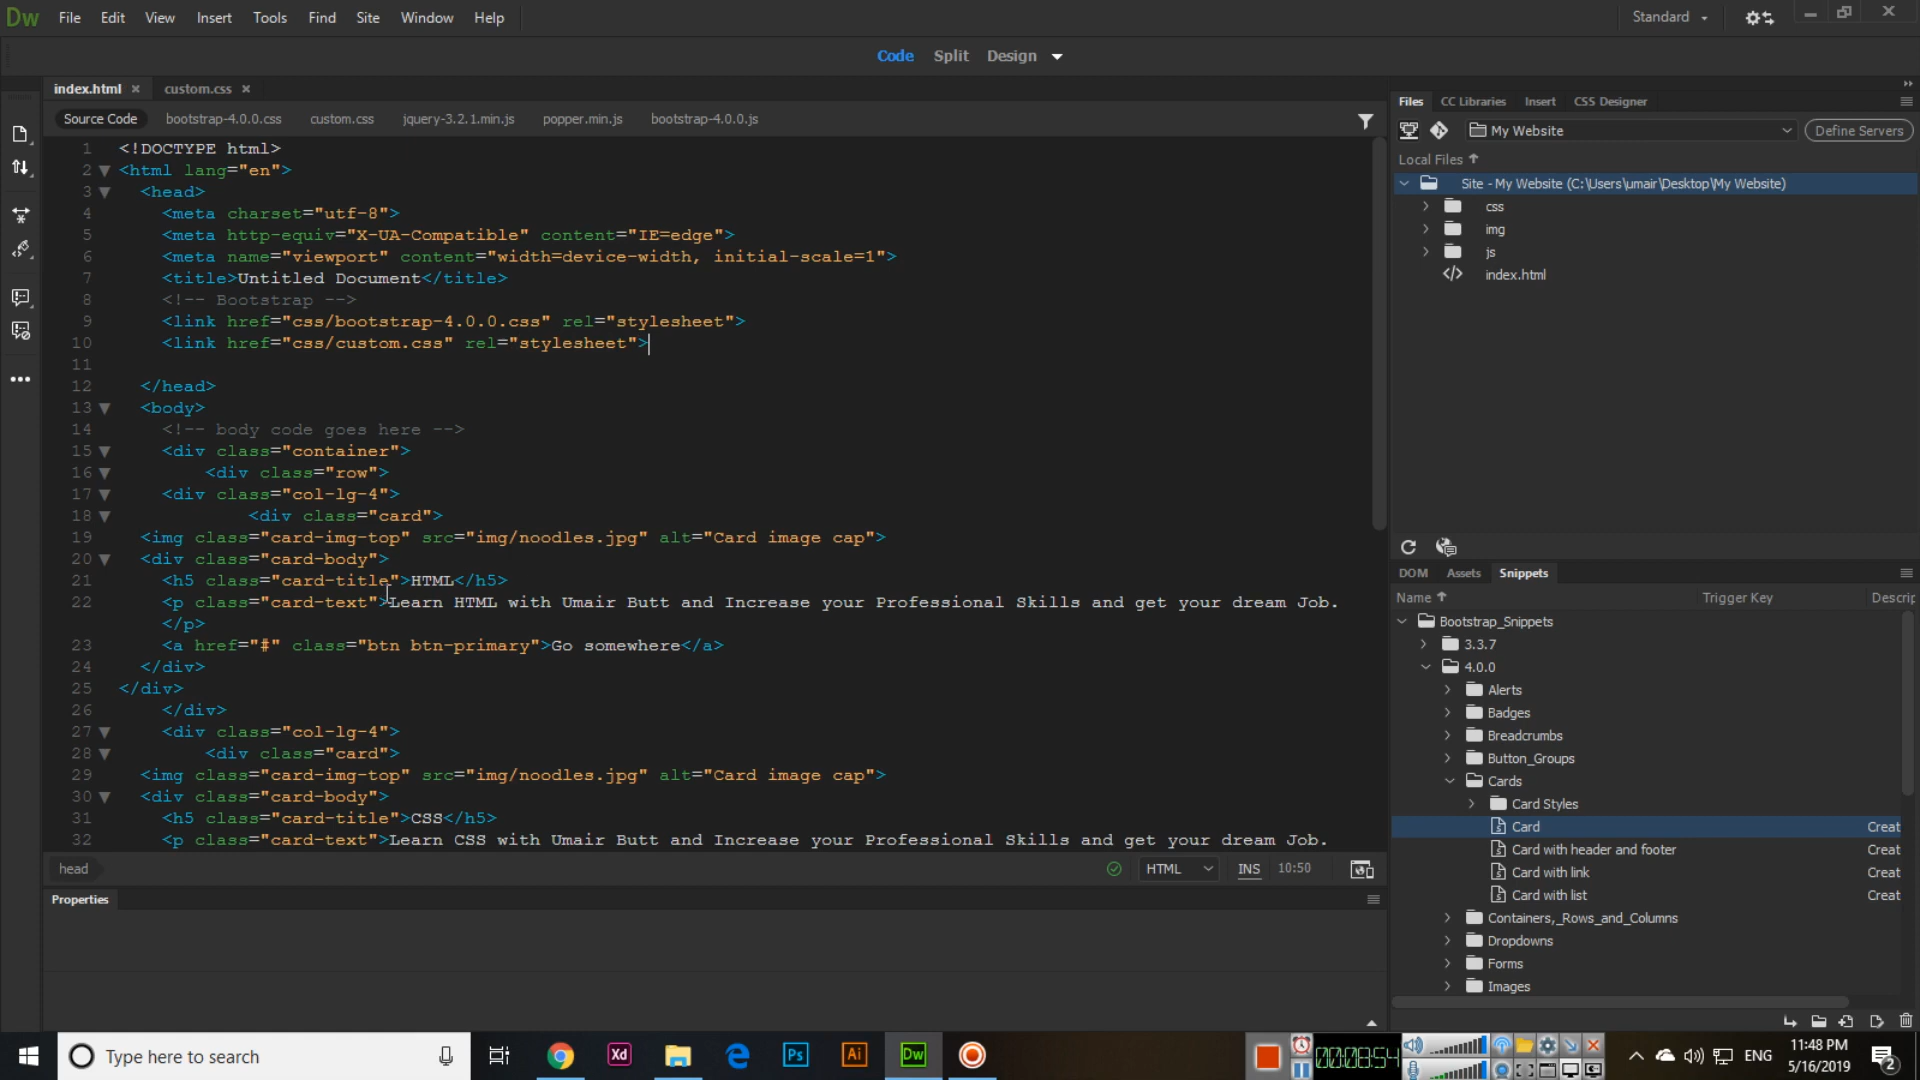 Dw File Edit View Insert Tools Find Site Window Help Standard
Code Split Design
index.html custom.css
Source Code bootstrap-4.0.0.css custom.css jquery-3.2.1.min.js popper.min.js bootstrap-4.0.0.js
1 <!DOCTYPE html>
2 <html lang="en">
3 <head>
4 <meta charset="utf-8">
5 <meta http-equiv="X-UA-Compatible" content="IE=edge">
6 <meta name="viewport" content="width=device-width, initial-scale=1">
7 <title>Untitled Document</title>
8 <!-- Bootstrap -->
9 <link href="css/bootstrap-4.0.0.css" rel="stylesheet">
10 <link href="css/custom.css" rel="stylesheet">
11
12 </head>
13 <body>
14 <!-- body code goes here -->
15 <div class="container">
16 <div class="row">
17 <div class="col-lg-4">
18 <div class="card">
19 <img class="card-img-top" src="img/noodles.jpg" alt="Card image cap">
20 <div class="card-body">
21 <h5 class="card-title">HTML</h5>
22 <p class="card-text">Learn HTML with Umair Butt and Increase your Professional Skills and get your dream Job.
</p>
23 <a href="#" class="btn btn-primary">Go somewhere</a>
24 </div>
25 </div>
26 </div>
27 <div class="col-lg-4">
28 <div class="card">
29 <img class="card-img-top" src="img/noodles.jpg" alt="Card image cap">
30 <div class="card-body">
31 <h5 class="card-title">CSS</h5>
32 <p class="card-text">Learn CSS with Umair Butt and Increase your Professional Skills and get your dream Job.
head HTML INS 10:50
Properties
Files CC Libraries Insert CSS Designer
My Website Define Servers
Local Files
Site - My Website (C:\Users\umair\Desktop\My Website)
css
img
js
index.html
DOM Assets Snippets
Name Trigger Key Descrip
Bootstrap_Snippets
3.3.7
4.0.0
Alerts
Badges
Breadcrumbs
Button_Groups
Cards
Card Styles
Card Creat
Card with header and footer Creat
Card with link Creat
Card with list Creat
Containers,_Rows_and_Columns
Dropdowns
Forms
Images
Type here to search Xd Ps Ai Dw 00:08:54 ENG 11:48 PM
5/16/2019 2